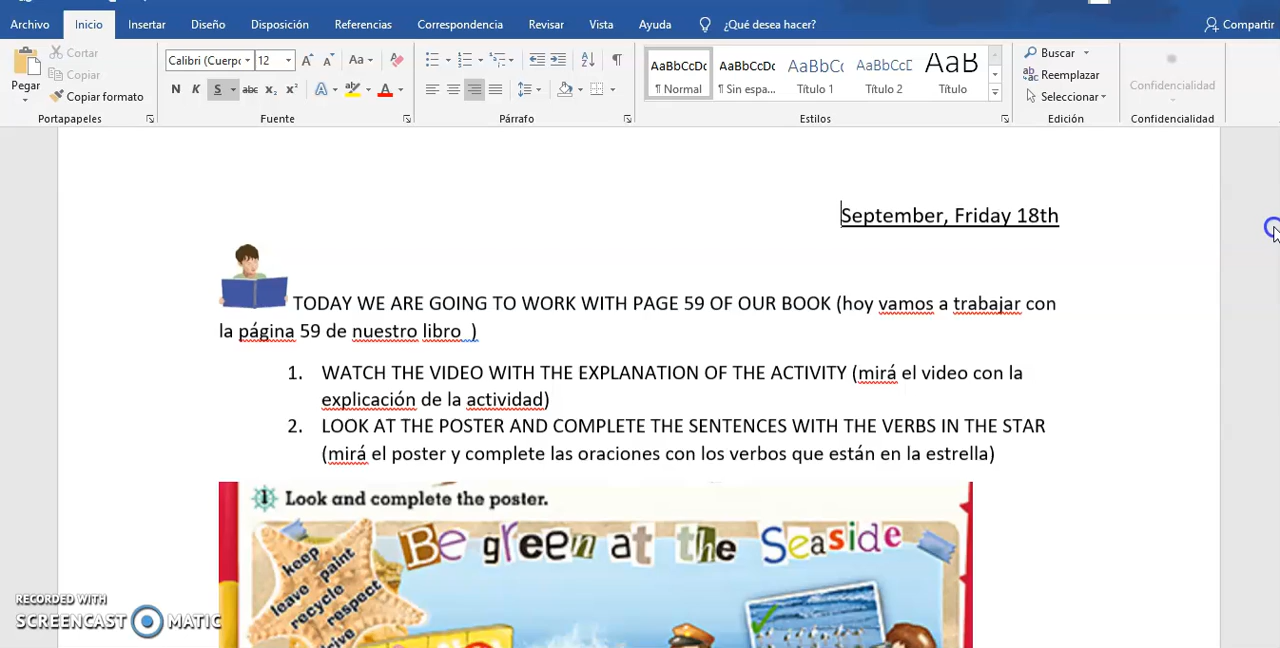 Archivo Inicio Insertar Diseño Disposición Referencias Correspondencia Revisar Vista Ayuda ¿Qué desea hacer? Compartir
Pegar
Cortar
Copiar
Copiar formato
Portapapeles
Calibri (Cuerpo 12
Aa
N K S abc x₂ x²
A ab A
Fuente
Párrafo
AaBbCcDc AaBbCcDc AaBbCc AaBbCcD AaB
¶ Normal ¶ Sin espa... Título 1 Título 2 Título
Estilos
Buscar
Reemplazar
Seleccionar
Edición
Confidencialidad
Confidencialidad
September, Friday 18th
TODAY WE ARE GOING TO WORK WITH PAGE 59 OF OUR BOOK (hoy vamos a trabajar con
la página 59 de nuestro libro )
1. WATCH THE VIDEO WITH THE EXPLANATION OF THE ACTIVITY (mirá el video con la
explicación de la actividad)
2. LOOK AT THE POSTER AND COMPLETE THE SENTENCES WITH THE VERBS IN THE STAR
(mirá el poster y complete las oraciones con los verbos que están en la estrella)
1 Look and complete the poster.
Be green at the Seaside
keep
paint
leave
recycle
respect
RECORDED WITH
SCREENCAST MATIC